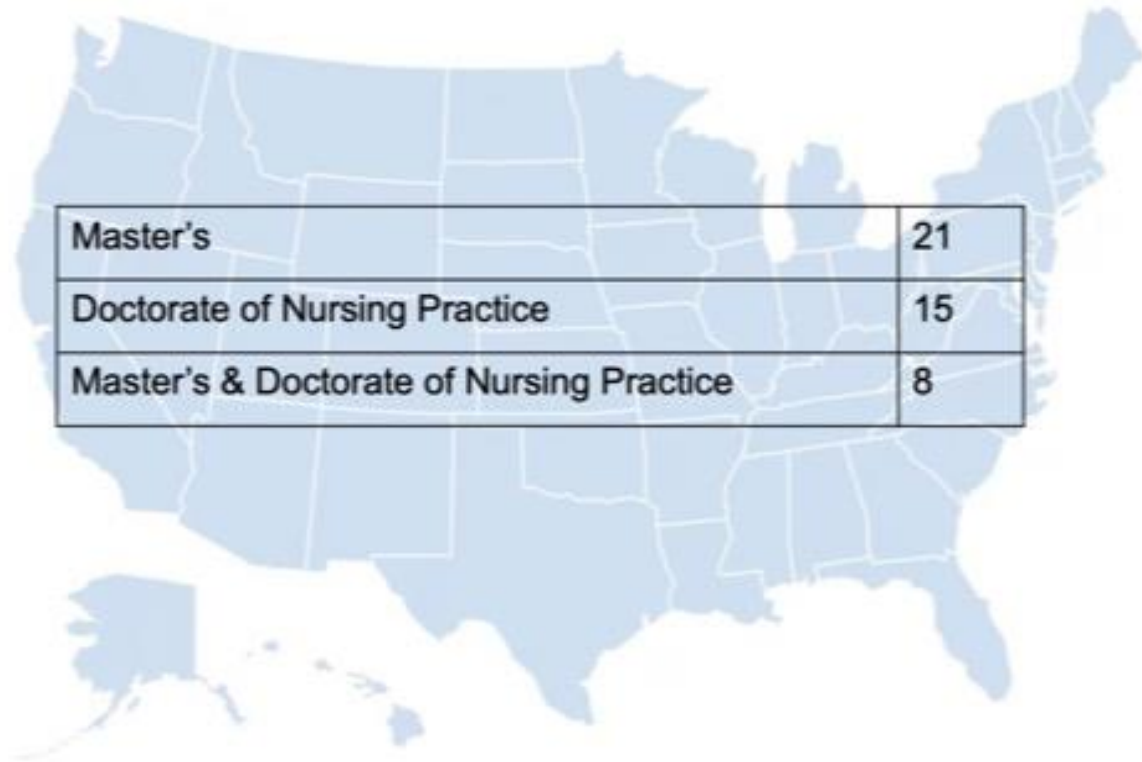 Master's 21
Doctorate of Nursing Practice 15
Master's & Doctorate of Nursing Practice 8